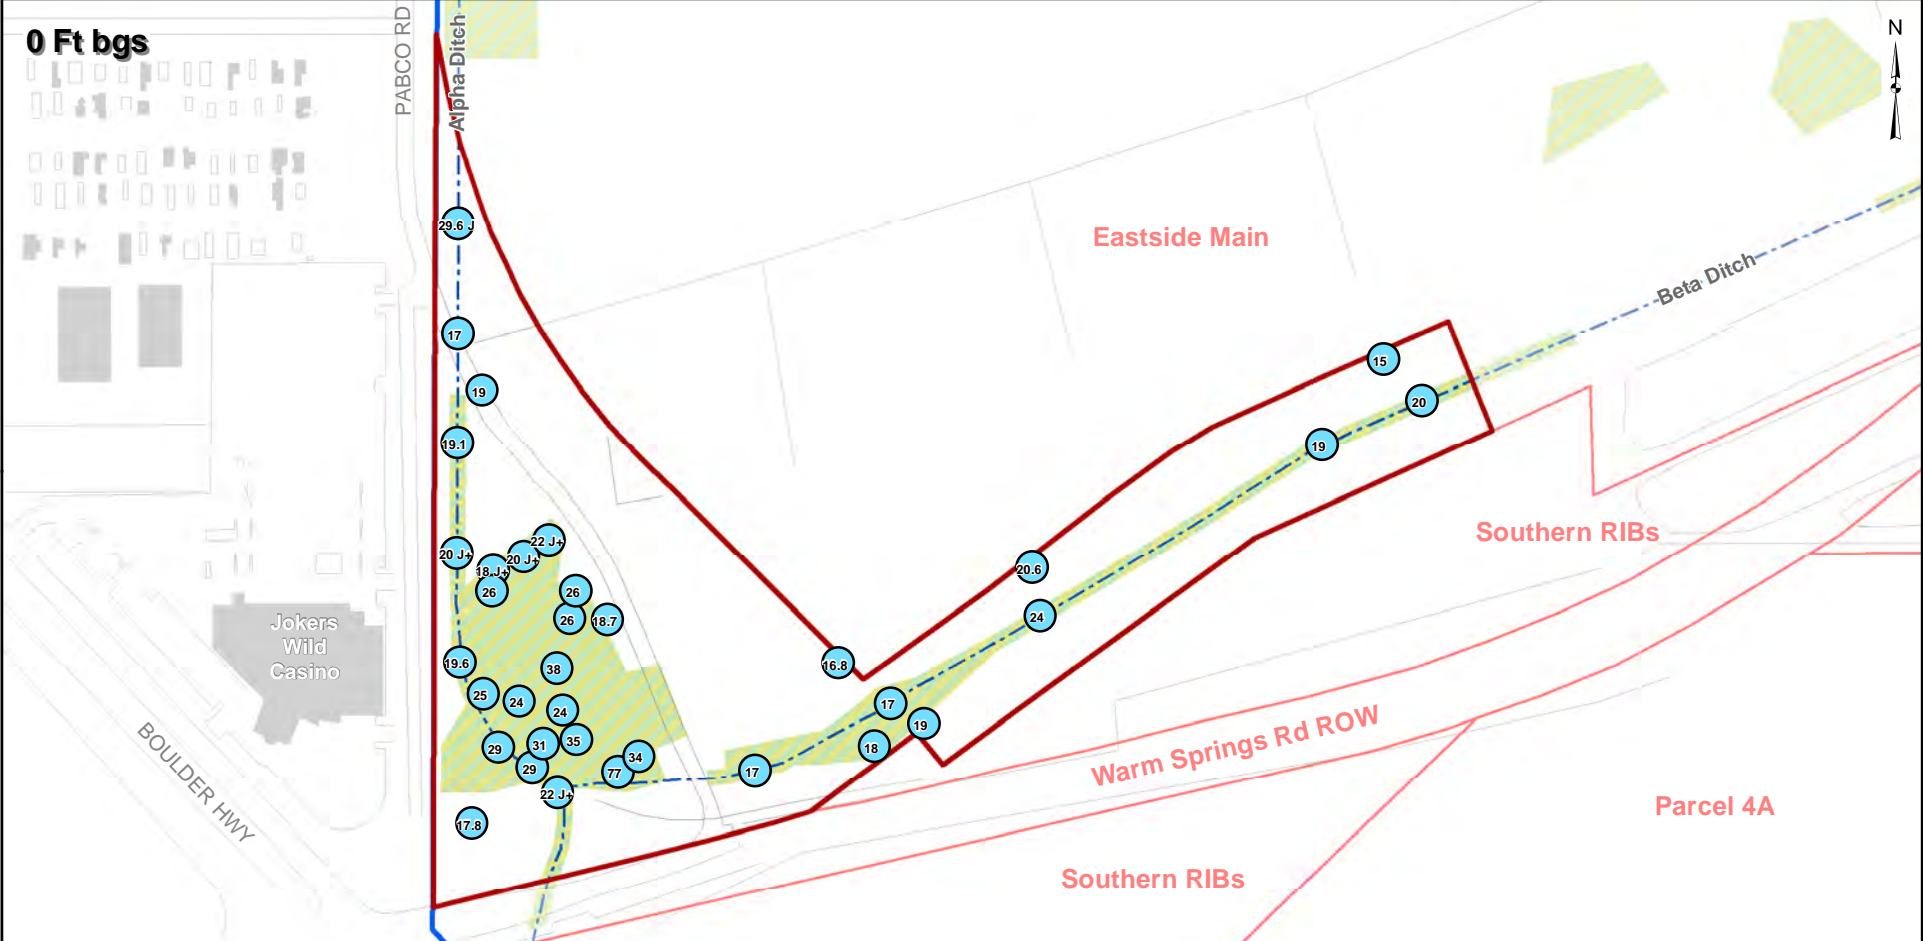 0 Ft bgs
PABCO RD
Alpha Ditch
N
29.6 J
Eastside Main
Beta Ditch
17
15
19
20
19.1
19
Southern RIBs
22 J+
20 J+
20 J+
18 J+
20.6
26
26
26
18.7
24
Jokers
Wild
Casino
19.6
38
16.8
25
24
24
17
19
29
31
35
18
34
29
77
17
22 J+
17.8
BOULDER HWY
Warm Springs Rd ROW
Parcel 4A
Southern RIBs